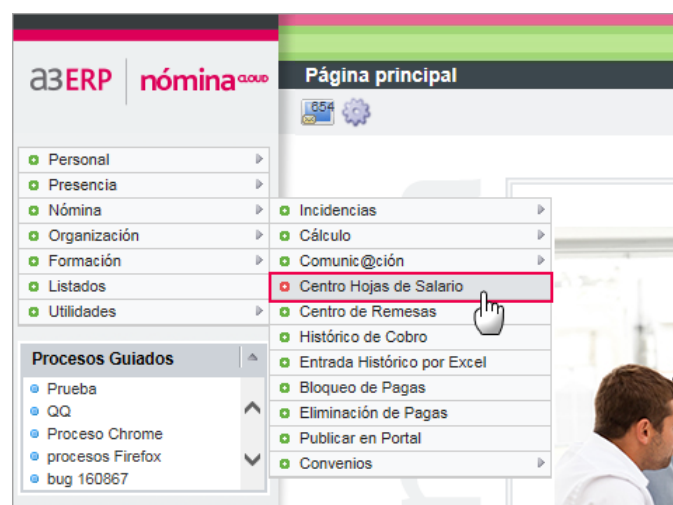 a3ERP nómina CLOUD
Página principal
654
Personal
Presencia
Nómina
Organización
Formación
Listados
Utilidades
Incidencias
Cálculo
Comunic@ción
Centro Hojas de Salario
Centro de Remesas
Histórico de Cobro
Entrada Histórico por Excel
Bloqueo de Pagas
Eliminación de Pagas
Publicar en Portal
Convenios
Procesos Guiados
Prueba
QQ
Proceso Chrome
procesos Firefox
bug 160867